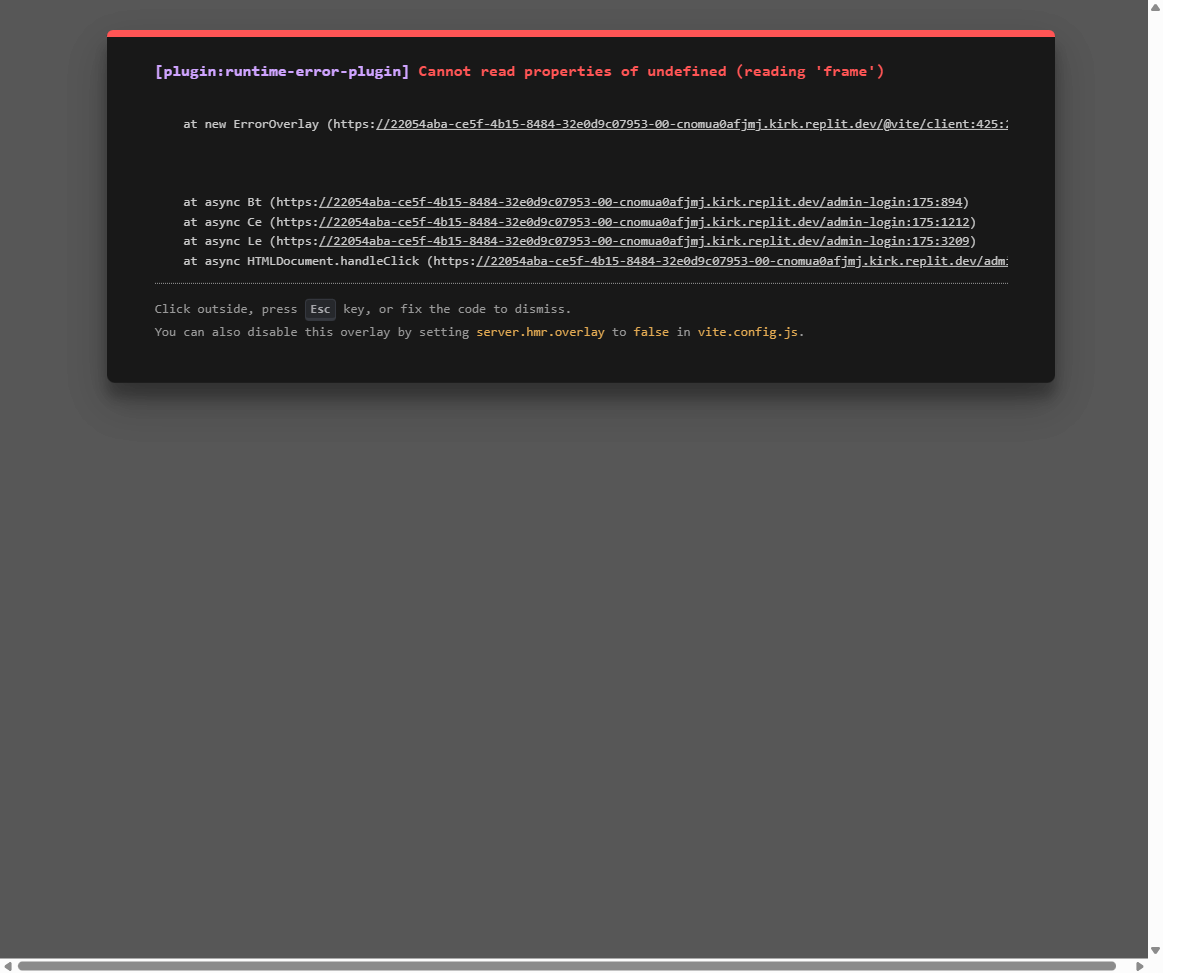 [plugin:runtime-error-plugin] Cannot read properties of undefined (reading 'frame')
at new ErrorOverlay (https://22054aba-ce5f-4b15-8484-32e0d9c07953-00-cnomua0afjmj.kirk.replit.dev/@vite/client:425:
at async Bt (https://22054aba-ce5f-4b15-8484-32e0d9c07953-00-cnomua0afjmj.kirk.replit.dev/admin-login:175:894)
at async Ce (https://22054aba-ce5f-4b15-8484-32e0d9c07953-00-cnomua0afjmj.kirk.replit.dev/admin-login:175:1212)
at async Le (https://22054aba-ce5f-4b15-8484-32e0d9c07953-00-cnomua0afjmj.kirk.replit.dev/admin-login:175:3209)
at async HTMLDocument.handleClick (https://22054aba-ce5f-4b15-8484-32e0d9c07953-00-cnomua0afjmj.kirk.replit.dev/adm
Click outside, press Esc key, or fix the code to dismiss.
You can also disable this overlay by setting server.hmr.overlay to false in vite.config.js.